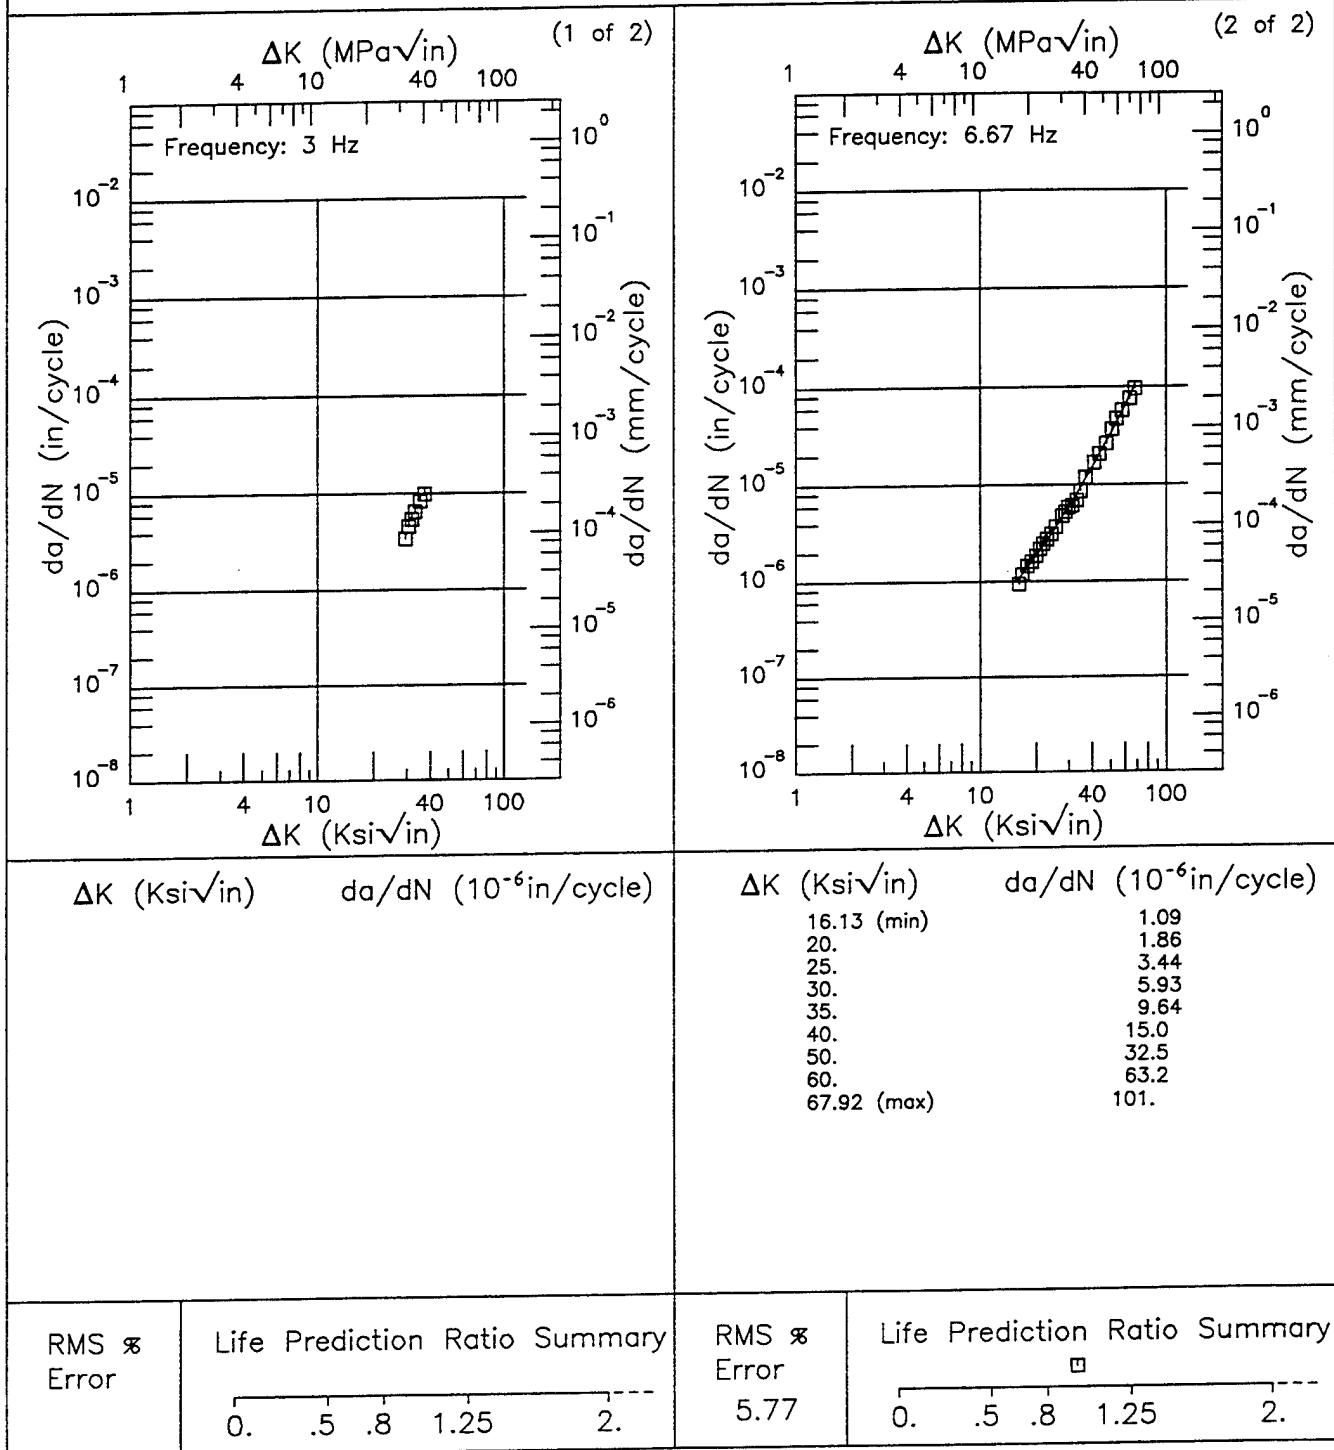 (1 of 2)
ΔK (MPa√in)
1 4 10 40 100
Frequency: 3 Hz
da/dN (in/cycle)
10⁻²
10⁻³
10⁻⁴
10⁻⁵
10⁻⁶
10⁻⁷
10⁻⁸
10⁰
10⁻¹
10⁻²
10⁻³
10⁻⁴
10⁻⁵
10⁻⁶
da/dN (mm/cycle)
1 4 10 40 100
ΔK (Ksi√in)
ΔK (Ksi√in) da/dN (10⁻⁶in/cycle)
RMS %
Error
Life Prediction Ratio Summary
0. .5 .8 1.25 2.
(2 of 2)
ΔK (MPa√in)
1 4 10 40 100
Frequency: 6.67 Hz
da/dN (in/cycle)
10⁻²
10⁻³
10⁻⁴
10⁻⁵
10⁻⁶
10⁻⁷
10⁻⁸
10⁰
10⁻¹
10⁻²
10⁻³
10⁻⁴
10⁻⁵
10⁻⁶
da/dN (mm/cycle)
1 4 10 40 100
ΔK (Ksi√in)
ΔK (Ksi√in) da/dN (10⁻⁶in/cycle)
16.13 (min) 1.09
20. 1.86
25. 3.44
30. 5.93
35. 9.64
40. 15.0
50. 32.5
60. 63.2
67.92 (max) 101.
RMS %
Error
5.77
Life Prediction Ratio Summary
0. .5 .8 1.25 2.